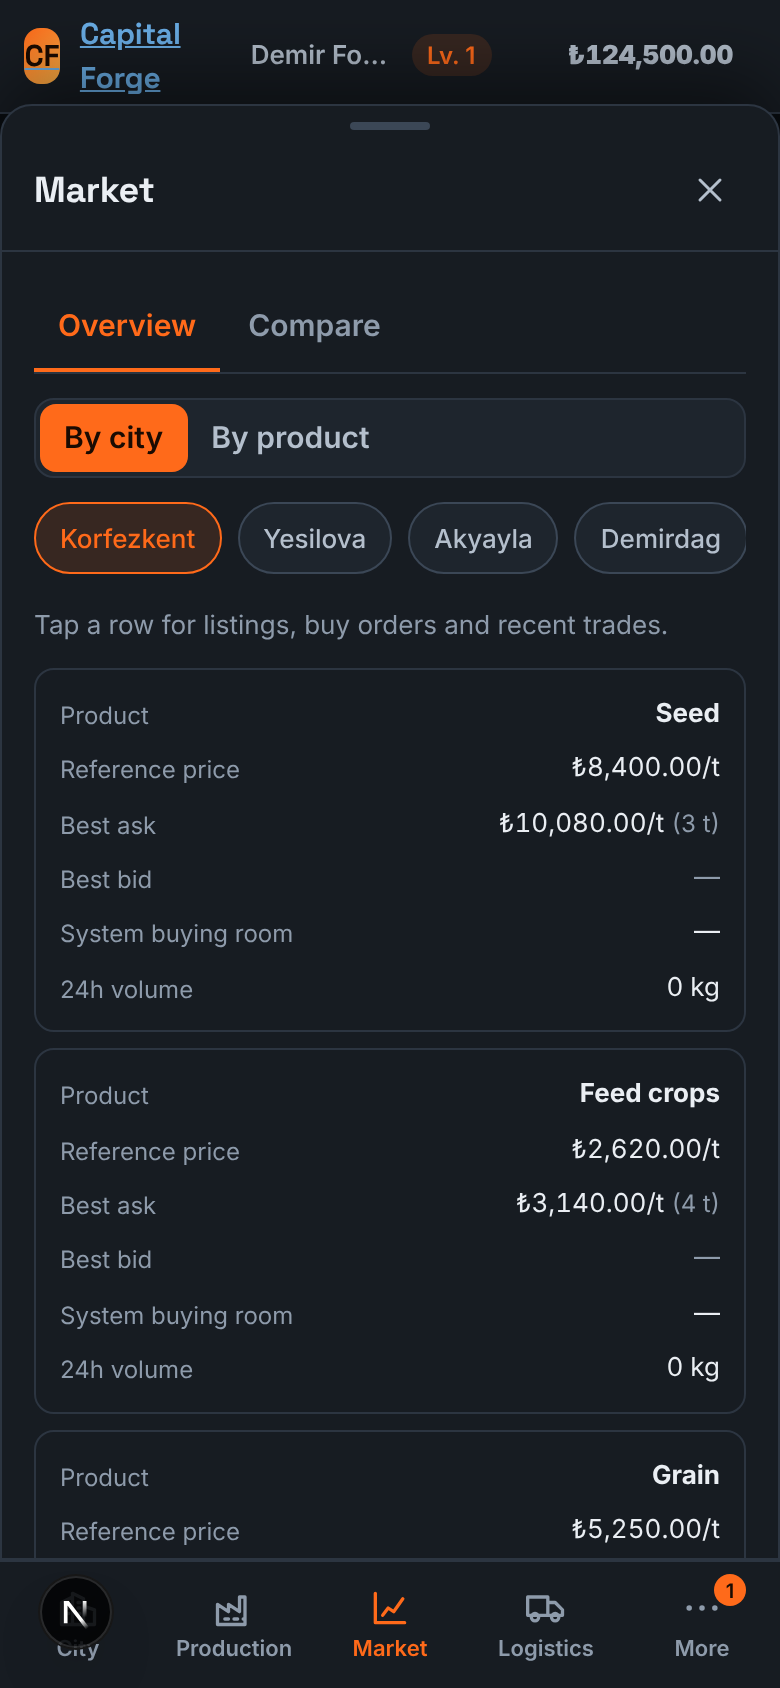 CF
Capital
Forge
Demir Fo...
Lv. 1
₺124,500.00
Market
Overview
Compare
By city
By product
Korfezkent
Yesilova
Akyayla
Demirdag
Tap a row for listings, buy orders and recent trades.
Product
Seed
Reference price
₺8,400.00/t
Best ask
₺10,080.00/t (3 t)
Best bid
—
System buying room
—
24h volume
0 kg
Product
Feed crops
Reference price
₺2,620.00/t
Best ask
₺3,140.00/t (4 t)
Best bid
—
System buying room
—
24h volume
0 kg
Product
Grain
Reference price
₺5,250.00/t
N
City
Production
Market
Logistics
More
1